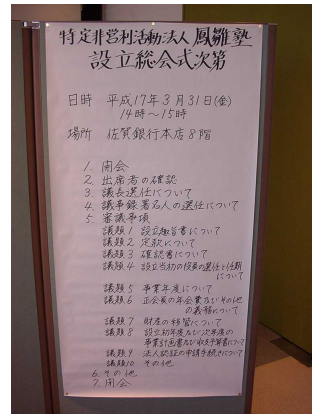 特定非営利活動法人 鳳雛塾
設立総会式次第
日時 平成17年3月31日(金)
14時～15時
場所 佐賀銀行本店8階
1. 開会
2. 出席者の確認
3. 議長選任について
4. 議事録署名人の選任について
5. 審議事項
議題1 設立趣旨書について
議題2 定款について
議題3 確認書について
議題4 設立当初の役員の選任と任期
について
議題5 事業年度について
議題6 正会員の年会費及びその他
の義務について
議題7 財産の移管について
議題8 設立初年度及び次年度の
事業計画書及び収支予算書について
議題9 法人認証の申請手続きについて
議題10 その他
6. その他
7. 閉会